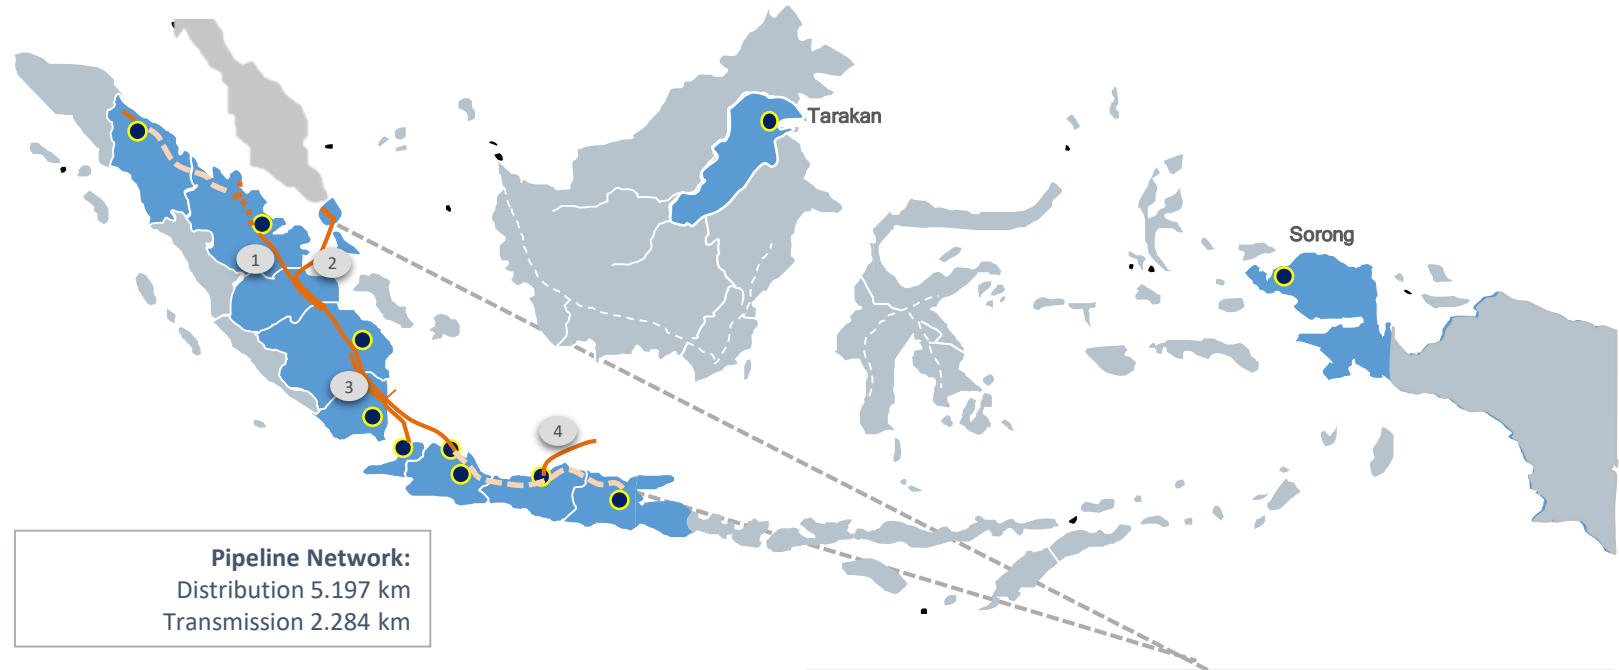 Tarakan
Sorong
1
2
3
4
Pipeline Network:
Distribution 5.197 km
Transmission 2.284 km